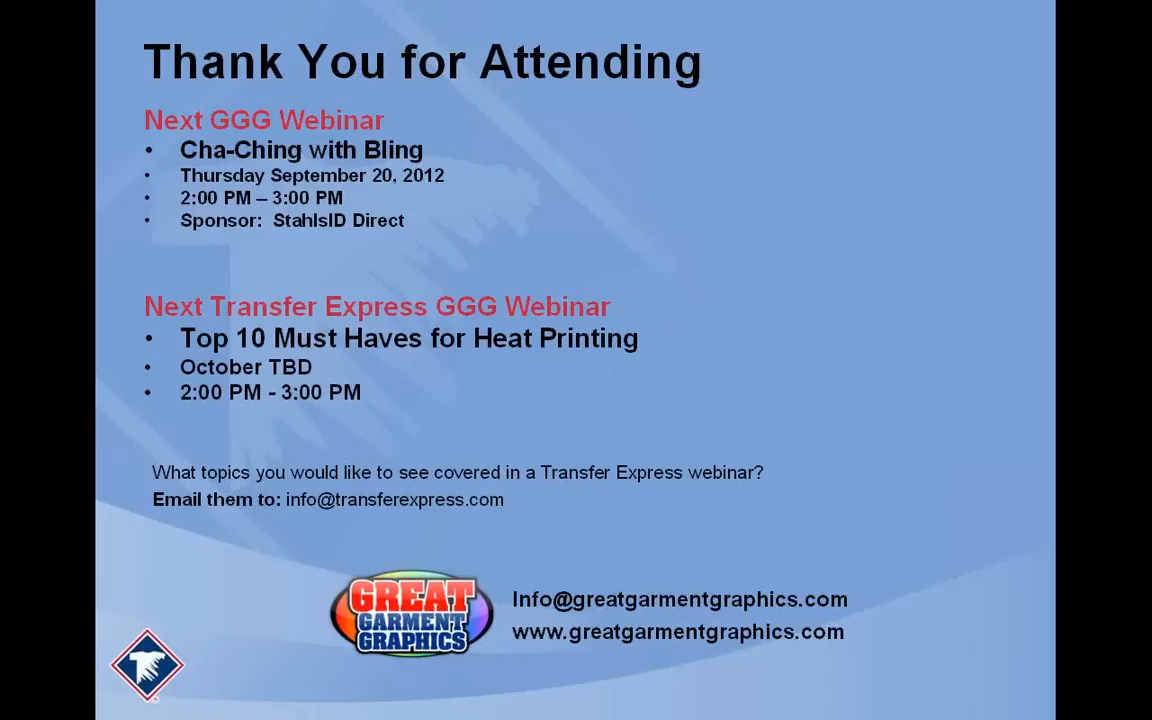 Thank You for Attending
Next GGG Webinar
• Cha-Ching with Bling
• Thursday September 20, 2012
• 2:00 PM – 3:00 PM
• Sponsor:  StahlsID Direct
Next Transfer Express GGG Webinar
• Top 10 Must Haves for Heat Printing
• October TBD
• 2:00 PM - 3:00 PM
What topics you would like to see covered in a Transfer Express webinar?
Email them to: info@transferexpress.com
GREAT
GARMENT
GRAPHICS
Info@greatgarmentgraphics.com
www.greatgarmentgraphics.com